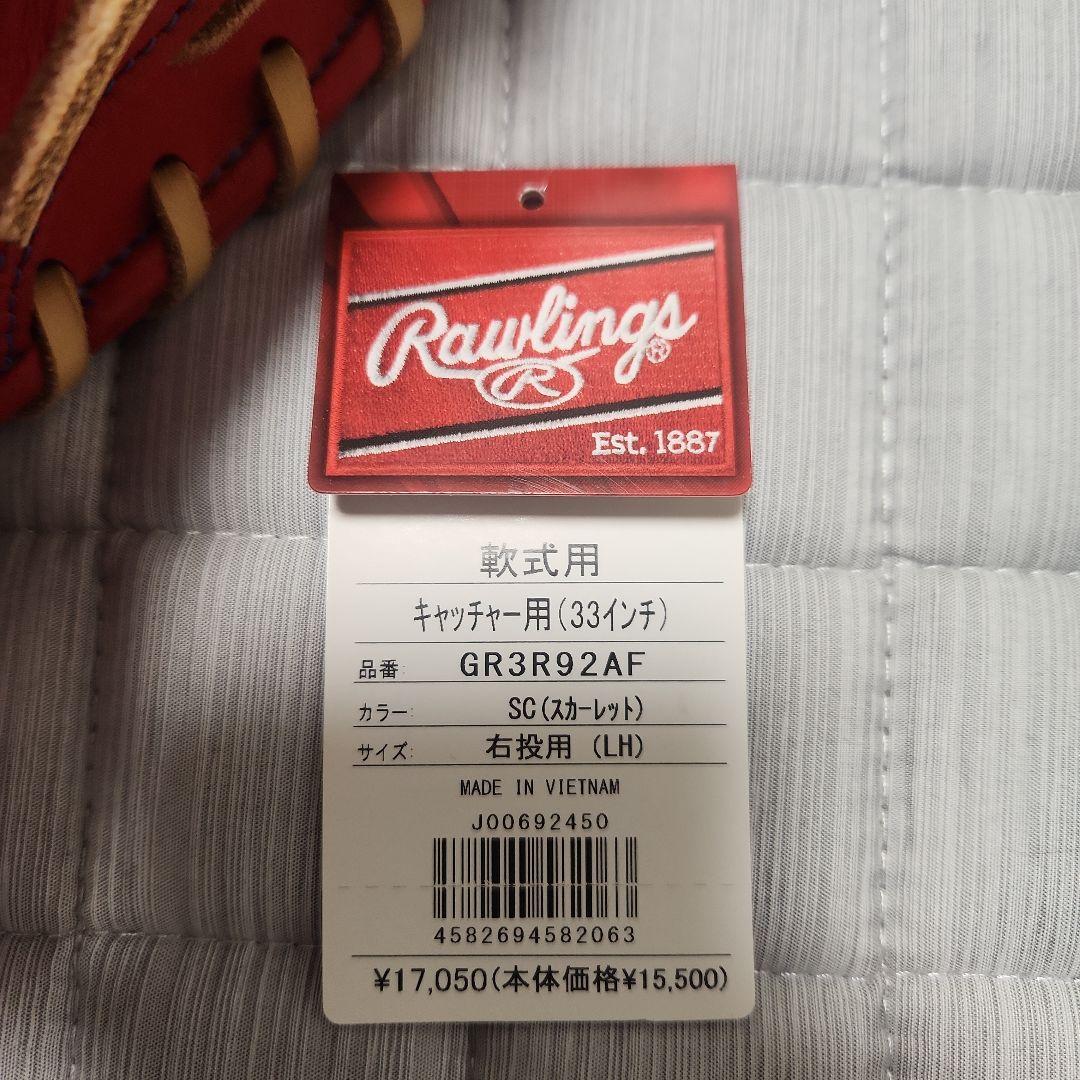 Rawlings®
R
Est. 1887
軟式用
キャッチャー用(33インチ)
品番: GR3R92AF
カラー: SC(スカーレット)
サイズ: 右投用 (LH)
MADE IN VIETNAM
J00692450
4582694582063
¥17,050(本体価格¥15,500)